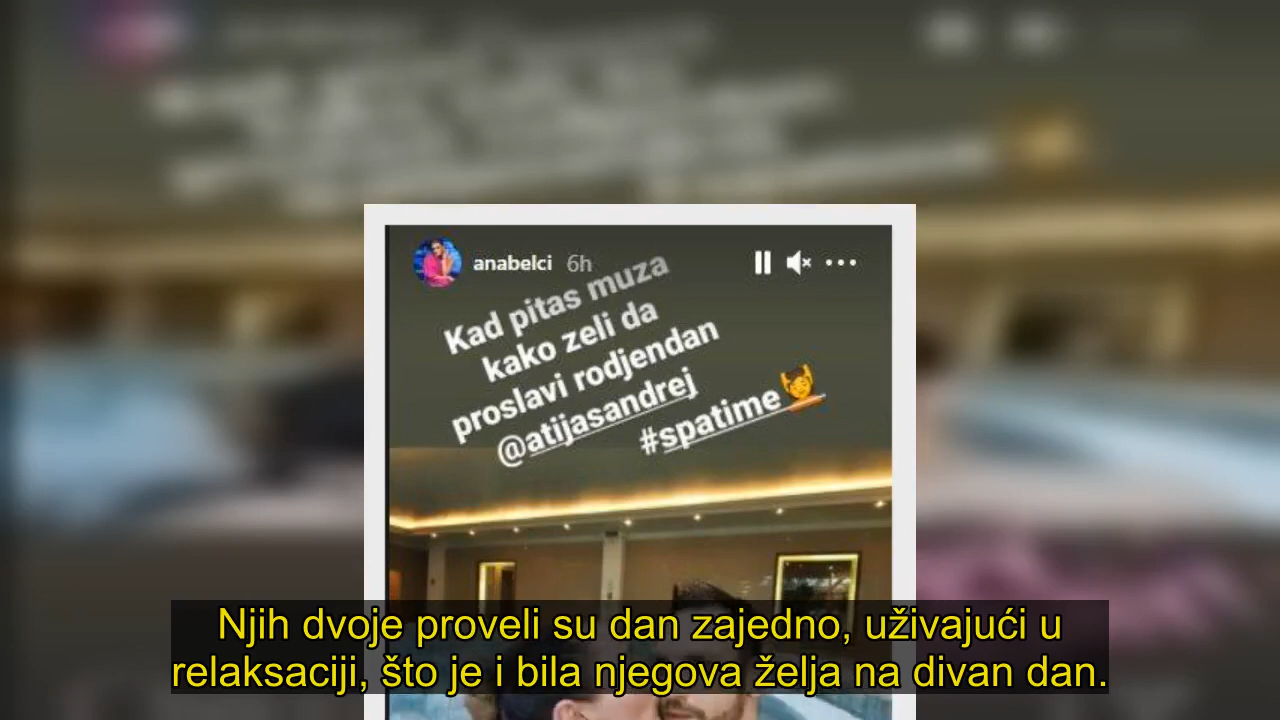 anabelci 6h
Kad pitas muza
kako zeli da
proslavi rodjendan
@atijasandrej
#spatime
Njih dvoje proveli su dan zajedno, uživajući u
relaksaciji, što je i bila njegova želja na divan dan.